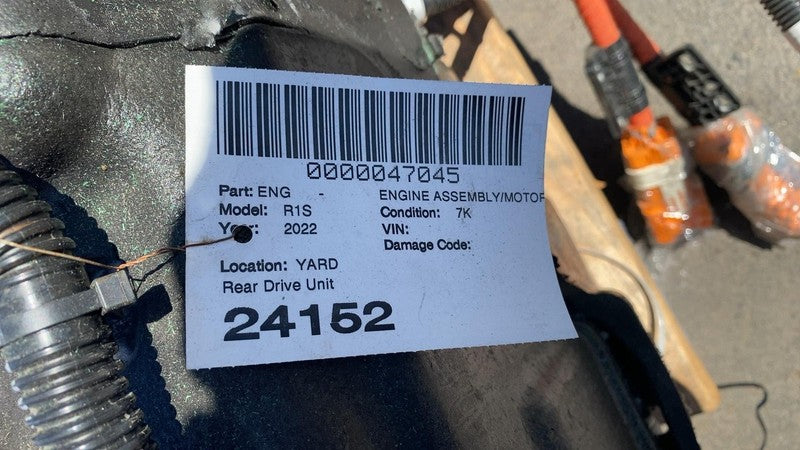 0000047045
Part: ENG - ENGINE ASSEMBLY/MOTOR
Model: R1S Condition: 7K
Year: 2022 VIN:
Damage Code:
Location: YARD
Rear Drive Unit
24152